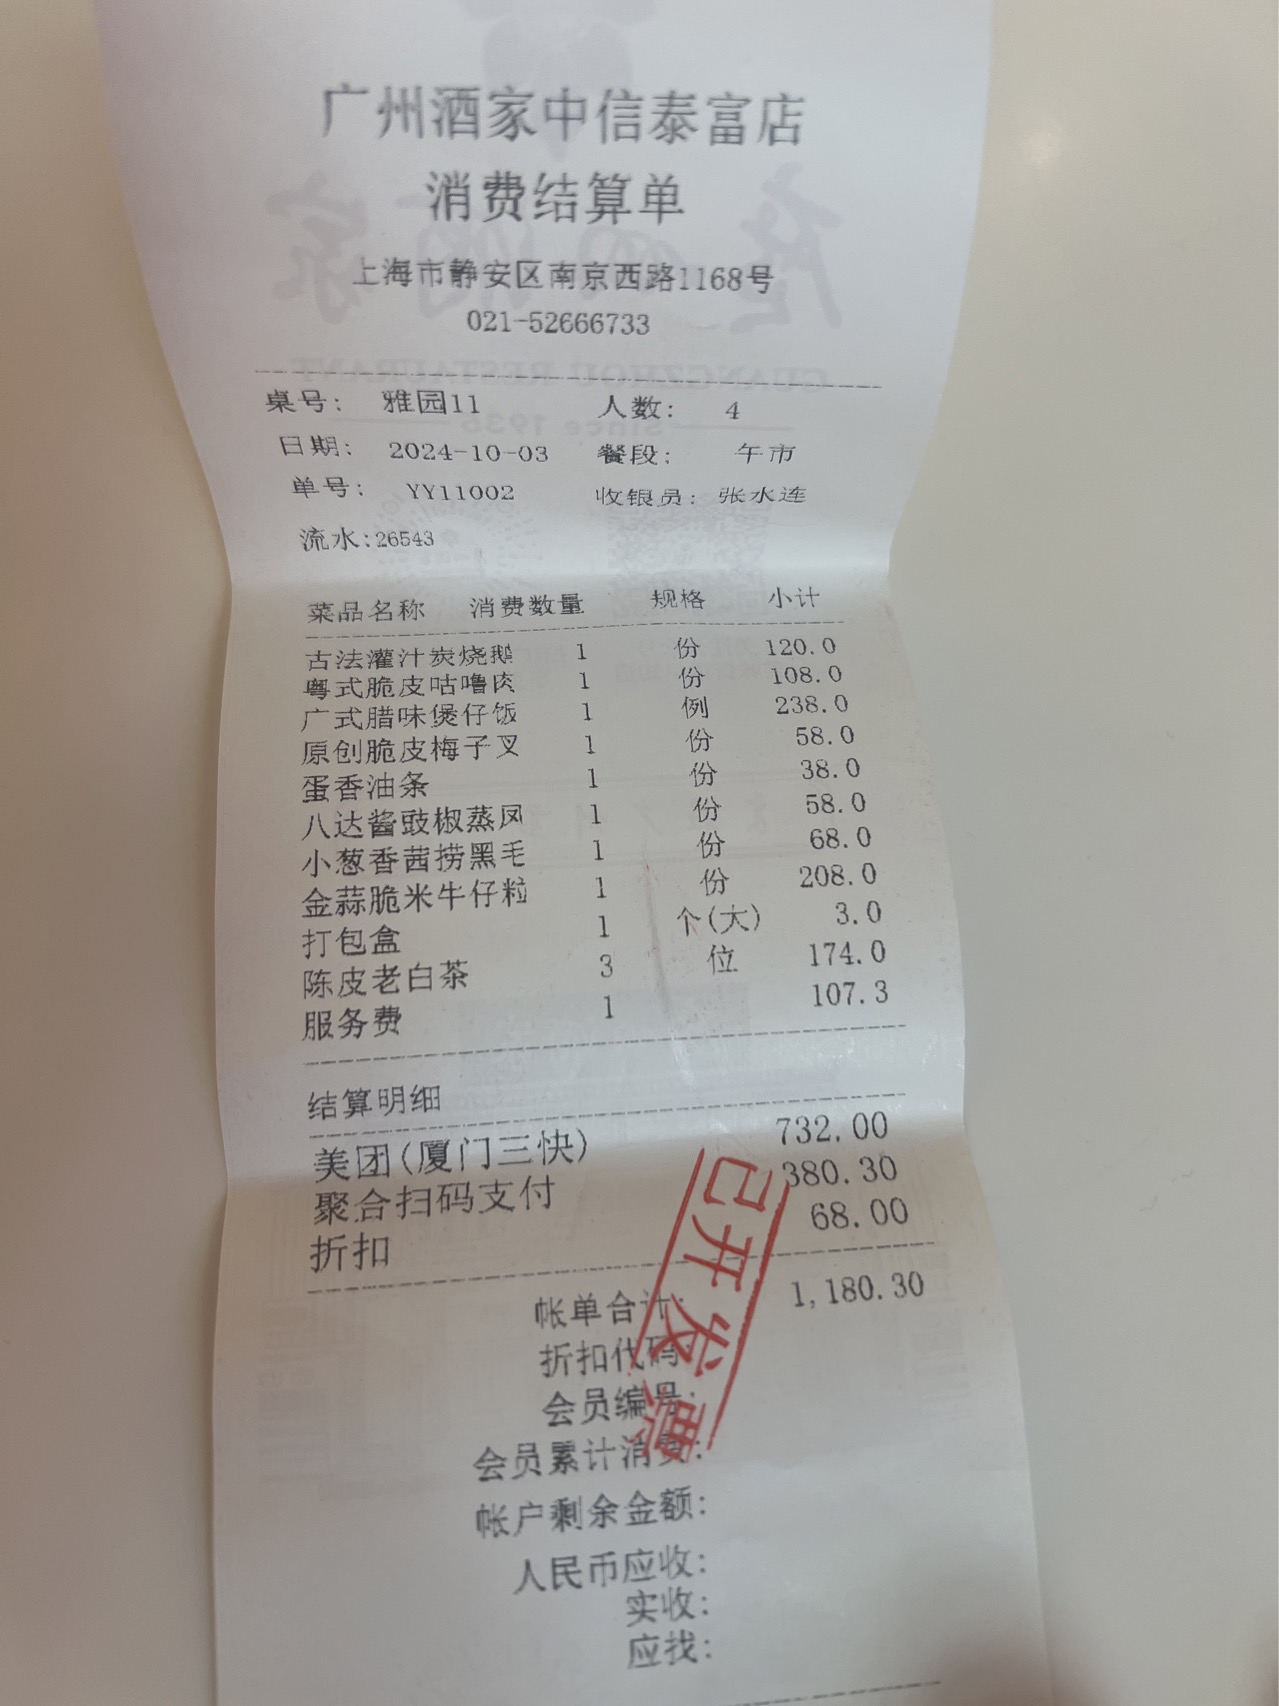 广州酒家中信泰富店
消费结算单
上海市静安区南京西路1168号
021-52666733
桌号: 雅园11 人数: 4
日期: 2024-10-03 餐段: 午市
单号: YY11002 收银员: 张水连
流水:26543
菜品名称 消费数量 规格 小计
古法灌汁炭烧鹅 1 份 120.0
粤式脆皮咕噜肉 1 份 108.0
广式腊味煲仔饭 1 例 238.0
原创脆皮梅子叉 1 份 58.0
蛋香油条 1 份 38.0
八达酱豉椒蒸凤 1 份 58.0
小葱香茜捞黑毛 1 份 68.0
金蒜脆米牛仔粒 1 份 208.0
打包盒 1 个(大) 3.0
陈皮老白茶 3 位 174.0
服务费 1 107.3
结算明细
美团(厦门三快) 732.00
聚合扫码支付 380.30
折扣 68.00
帐单合计: 1,180.30
折扣代码:
会员编号:
会员累计消费:
帐户剩余金额:
人民币应收:
实收:
应找:
已开发票